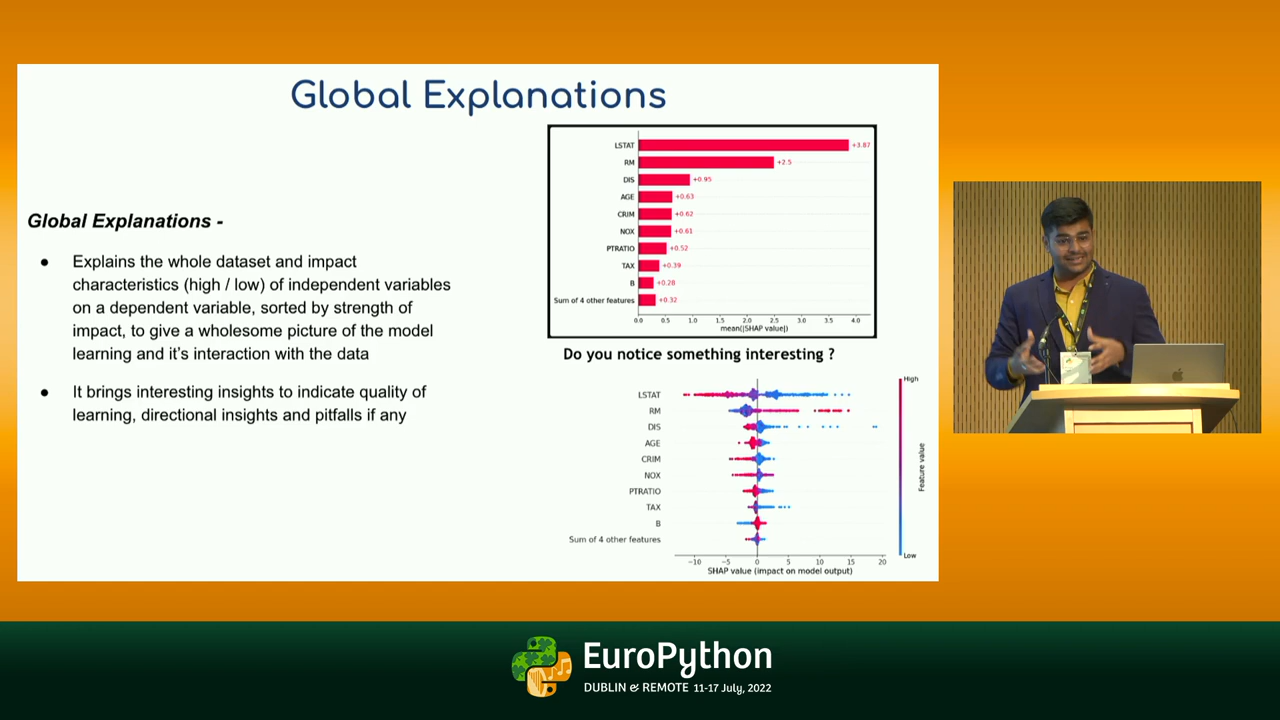 Global Explanations
Global Explanations -
● Explains the whole dataset and impact
characteristics (high / low) of independent variables
on a dependent variable, sorted by strength of
impact, to give a wholesome picture of the model
learning and it's interaction with the data
● It brings interesting insights to indicate quality of
learning, directional insights and pitfalls if any
LSTAT +3.87
RM +2.5
DIS +0.95
AGE +0.63
CRIM +0.62
NOX +0.61
PTRATIO +0.52
TAX +0.39
B +0.28
Sum of 4 other features +0.32
0.0 0.5 1.0 1.5 2.0 2.5 3.0 3.5 4.0
mean(|SHAP value|)
Do you notice something interesting ?
High
LSTAT
RM
DIS
AGE
CRIM
NOX
PTRATIO
TAX
B
Sum of 4 other features
Feature value
Low
−10 −5 0 5 10 15 20
SHAP value (impact on model output)
EuroPython
DUBLIN & REMOTE 11-17 July, 2022